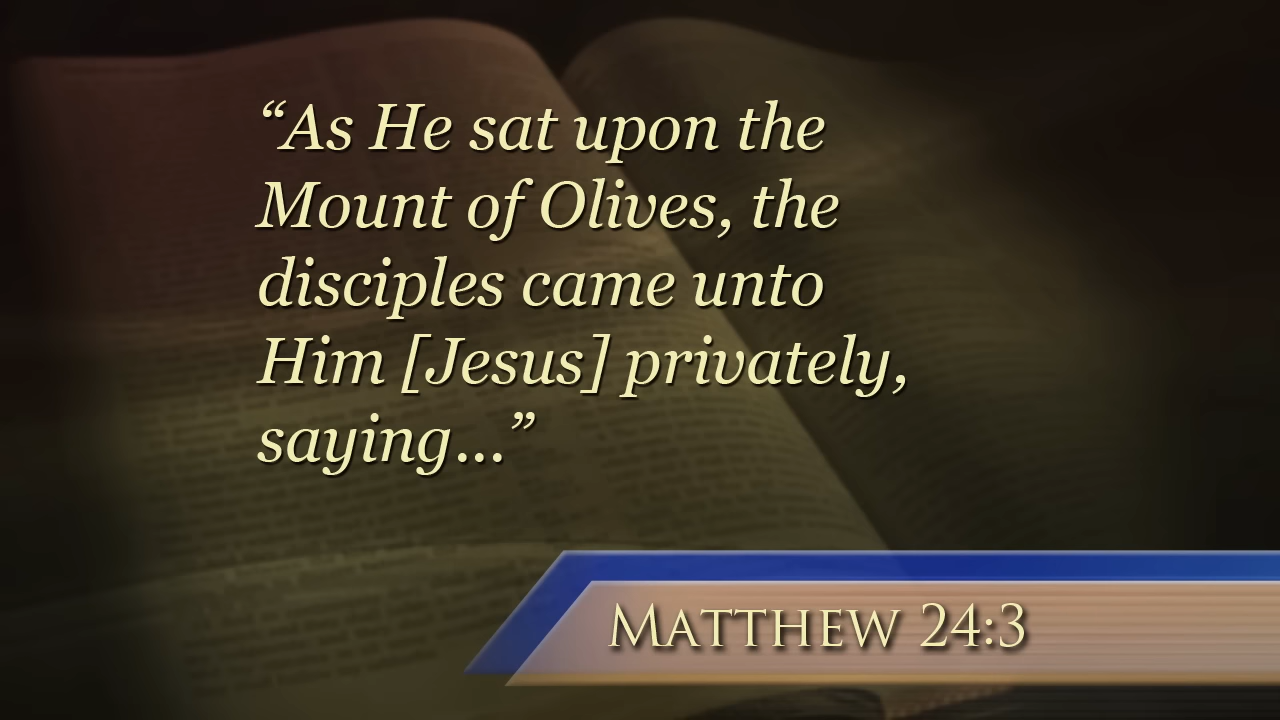 “As He sat upon the
Mount of Olives, the
disciples came unto
Him [Jesus] privately,
saying...”
Matthew 24:3